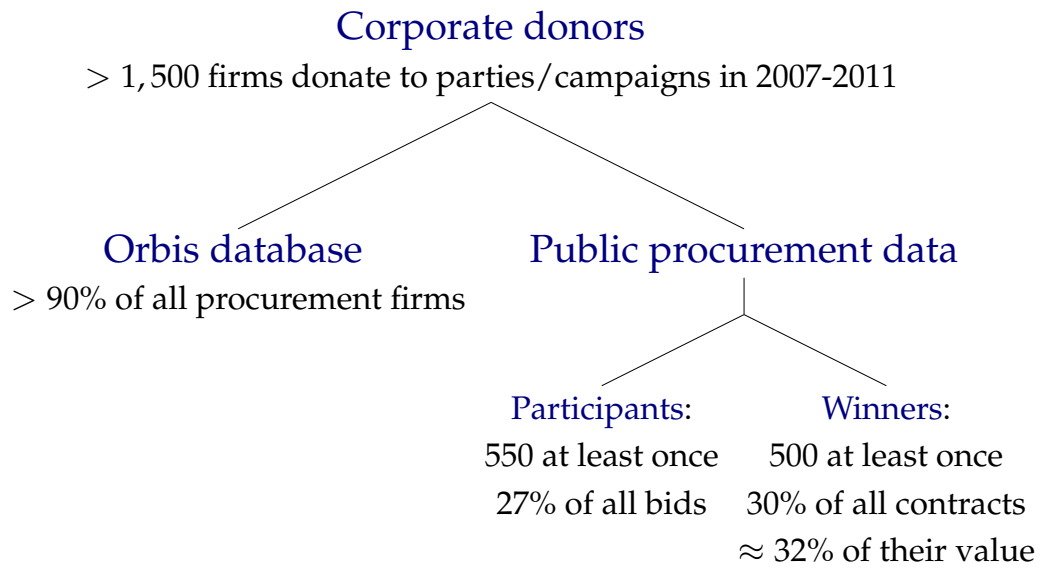 Corporate donors
> 1, 500 firms donate to parties/campaigns in 2007-2011
Orbis database
> 90% of all procurement firms
Public procurement data
Participants:
550 at least once
27% of all bids
Winners:
500 at least once
30% of all contracts
≈ 32% of their value